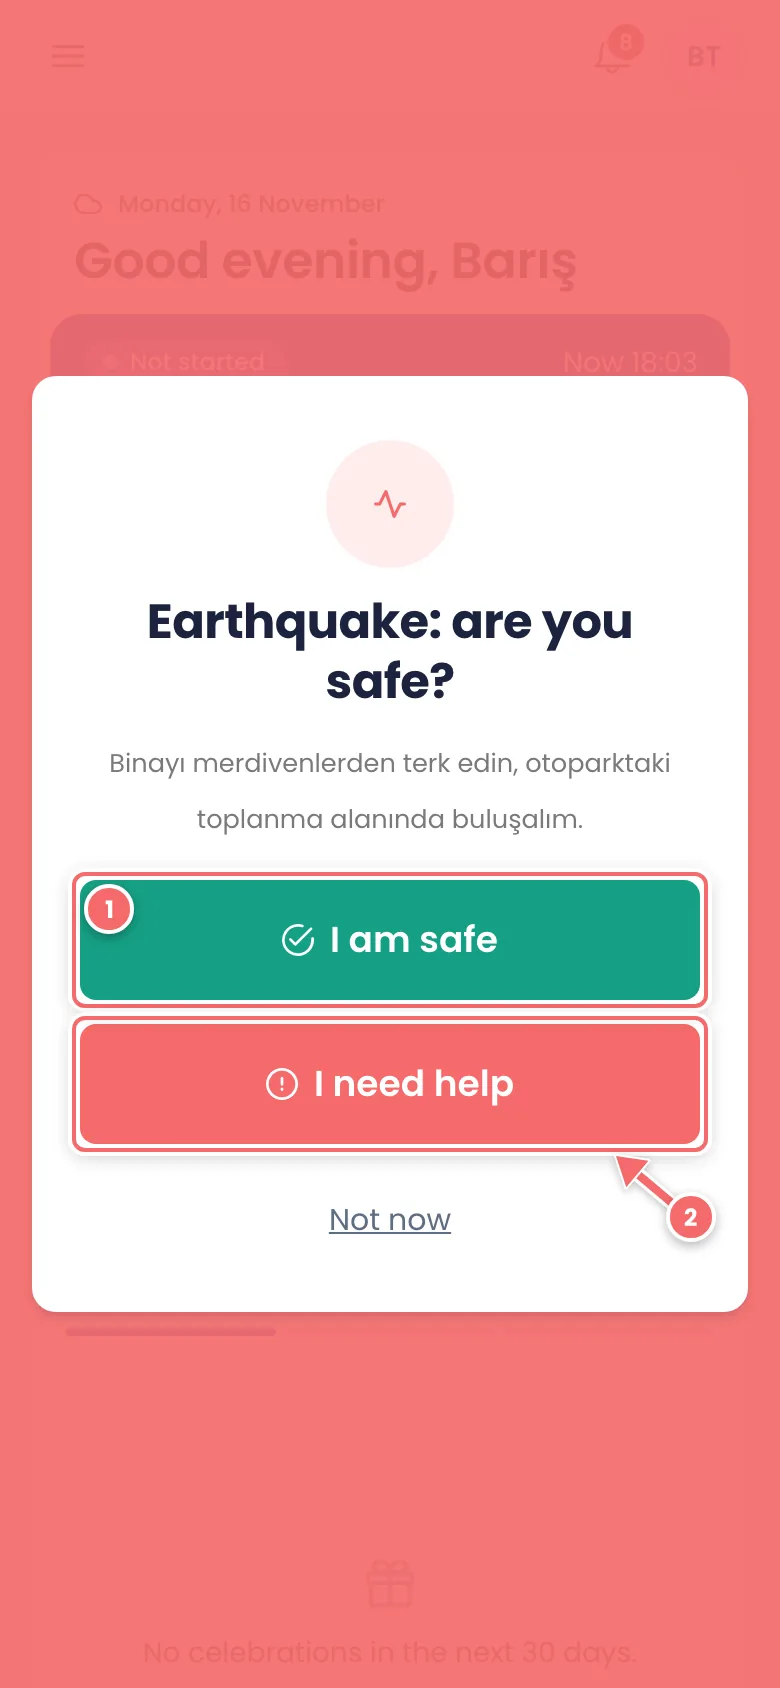 8
BT
Monday, 16 November
Good evening, Barış
Not started
Now 18:03
Earthquake: are you
safe?
Binayı merdivenlerden terk edin, otoparktaki
toplanma alanında buluşalım.
1
I am safe
I need help
2
Not now
No celebrations in the next 30 days.